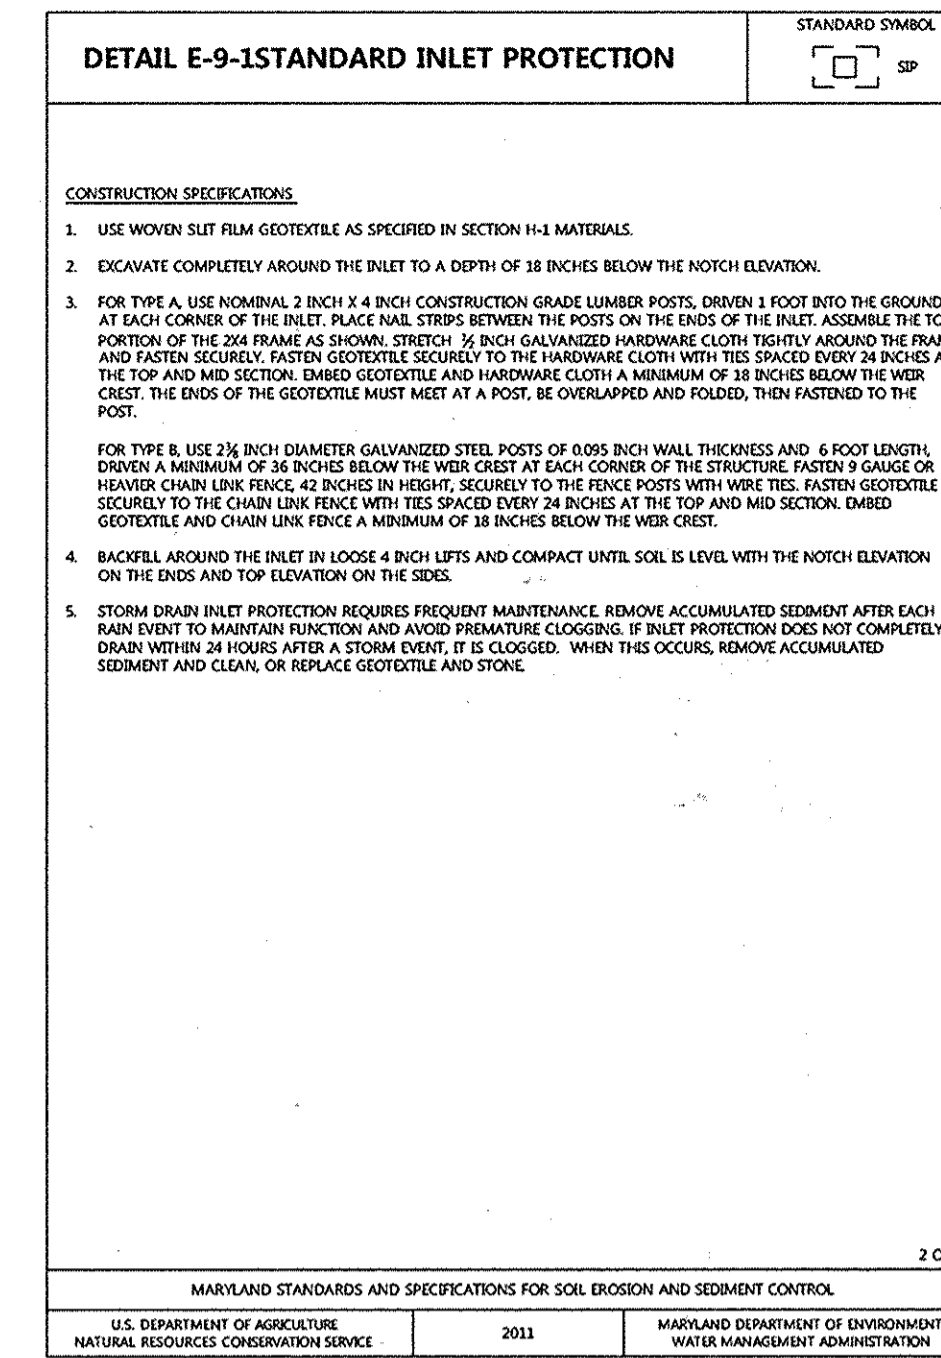 STANDARD SYMBOL
DETAIL E-9-1STANDARD INLET PROTECTION
SIP
CONSTRUCTION SPECIFICATIONS
1. USE WOVEN SLIT FILM GEOTEXTILE AS SPECIFIED IN SECTION H-1 MATERIALS.
2. EXCAVATE COMPLETELY AROUND THE INLET TO A DEPTH OF 18 INCHES BELOW THE NOTCH ELEVATION.
3. FOR TYPE A, USE NOMINAL 2 INCH X 4 INCH CONSTRUCTION GRADE LUMBER POSTS, DRIVEN 1 FOOT INTO THE GROUND
AT EACH CORNER OF THE INLET. PLACE NAIL STRIPS BETWEEN THE POSTS ON THE ENDS OF THE INLET. ASSEMBLE THE
PORTION OF THE 2X4 FRAME AS SHOWN. STRETCH ½ INCH GALVANIZED HARDWARE CLOTH TIGHTLY AROUND THE
AND FASTEN SECURELY. FASTEN GEOTEXTILE SECURELY TO THE HARDWARE CLOTH WITH TIES SPACED EVERY 24 INCHES
THE TOP AND MID SECTION. EMBED GEOTEXTILE AND HARDWARE CLOTH A MINIMUM OF 18 INCHES BELOW THE WEIR
CREST. THE ENDS OF THE GEOTEXTILE MUST MEET AT A POST, BE OVERLAPPED AND FOLDED, THEN FASTENED TO THE
POST.
FOR TYPE B, USE 2⅜ INCH DIAMETER GALVANIZED STEEL POSTS OF 0.095 INCH WALL THICKNESS AND 6 FOOT LENGTH,
DRIVEN A MINIMUM OF 36 INCHES BELOW THE WEIR CREST AT EACH CORNER OF THE STRUCTURE. FASTEN 9 GAUGE OR
HEAVIER CHAIN LINK FENCE, 42 INCHES IN HEIGHT, SECURELY TO THE FENCE POSTS WITH WIRE TIES. FASTEN GEOTEXTILE
SECURELY TO THE CHAIN LINK FENCE WITH TIES SPACED EVERY 24 INCHES AT THE TOP AND MID SECTION. EMBED
GEOTEXTILE AND CHAIN LINK FENCE A MINIMUM OF 18 INCHES BELOW THE WEIR CREST.
4. BACKFILL AROUND THE INLET IN LOOSE 4 INCH LIFTS AND COMPACT UNTIL SOIL IS LEVEL WITH THE NOTCH ELEVATION
ON THE ENDS AND TOP ELEVATION ON THE SIDES.
5. STORM DRAIN INLET PROTECTION REQUIRES FREQUENT MAINTENANCE. REMOVE ACCUMULATED SEDIMENT AFTER EACH
RAIN EVENT TO MAINTAIN FUNCTION AND AVOID PREMATURE CLOGGING. IF INLET PROTECTION DOES NOT COMPLETELY
DRAIN WITHIN 24 HOURS AFTER A STORM EVENT, IT IS CLOGGED. WHEN THIS OCCURS, REMOVE ACCUMULATED
SEDIMENT AND CLEAN, OR REPLACE GEOTEXTILE AND STONE.
2
MARYLAND STANDARDS AND SPECIFICATIONS FOR SOIL EROSION AND SEDIMENT CONTROL
U.S. DEPARTMENT OF AGRICULTURE
NATURAL RESOURCES CONSERVATION SERVICE
2011
MARYLAND DEPARTMENT OF ENVIRONMENT
WATER MANAGEMENT ADMINISTRATION